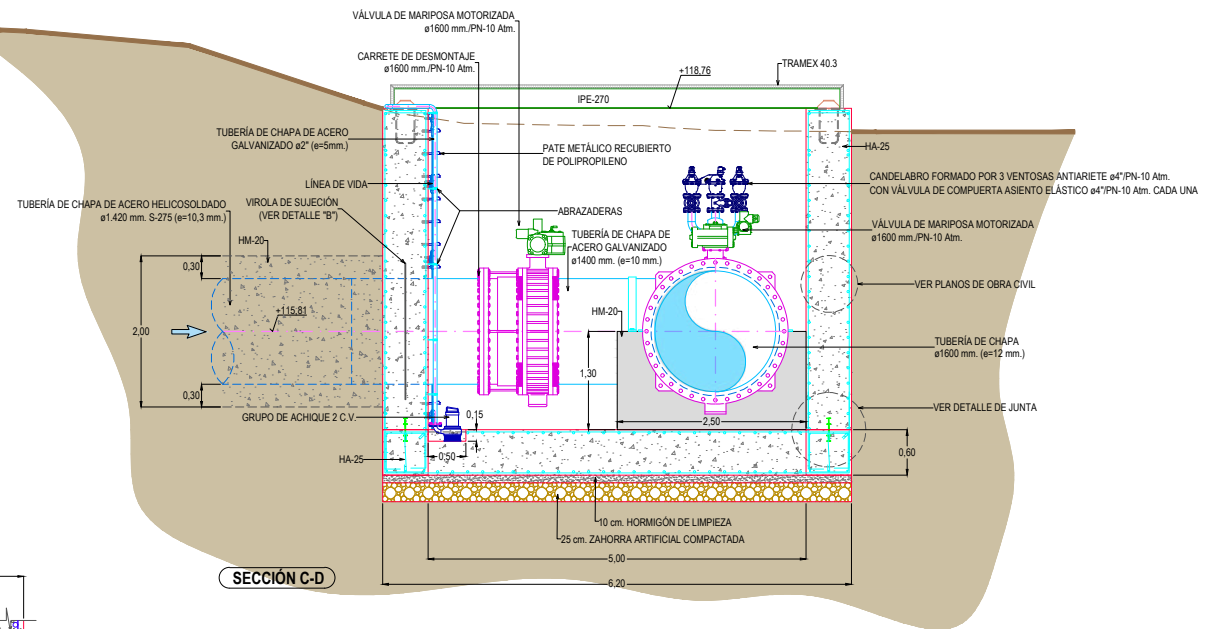 VÁLVULA DE MARIPOSA MOTORIZADA
ø1600 mm./PN-10 Atm.
CARRETE DE DESMONTAJE
ø1600 mm./PN-10 Atm.
+118,76
TRAMEX 40.3
IPE-270
TUBERÍA DE CHAPA DE ACERO
GALVANIZADO ø2" (e=5mm.)
PATE METÁLICO RECUBIERTO
DE POLIPROPILENO
HA-25
LÍNEA DE VIDA
CANDELABRO FORMADO POR 3 VENTOSAS ANTIARIETE ø4"/PN-10 Atm.
CON VÁLVULA DE COMPUERTA ASIENTO ELÁSTICO ø4"/PN-10 Atm. CADA UNA
TUBERÍA DE CHAPA DE ACERO HELICOSOLDADO
ø1.420 mm. S-275 (e=10,3 mm.)
VIROLA DE SUJECIÓN
(VER DETALLE "B")
ABRAZADERAS
VÁLVULA DE MARIPOSA MOTORIZADA
ø1600 mm./PN-10 Atm.
HM-20
TUBERÍA DE CHAPA DE
ACERO GALVANIZADO
ø1400 mm. (e=10 mm.)
0,30
VER PLANOS DE OBRA CIVIL
+115,81
HM-20
2,00
TUBERÍA DE CHAPA
ø1600 mm. (e=12 mm.)
1,30
0,30
VER DETALLE DE JUNTA
GRUPO DE ACHIQUE 2 C.V.
0,15
2,50
HA-25
0,50
0,60
10 cm. HORMIGÓN DE LIMPIEZA
25 cm. ZAHORRA ARTIFICIAL COMPACTADA
5,00
SECCIÓN C-D
6,20